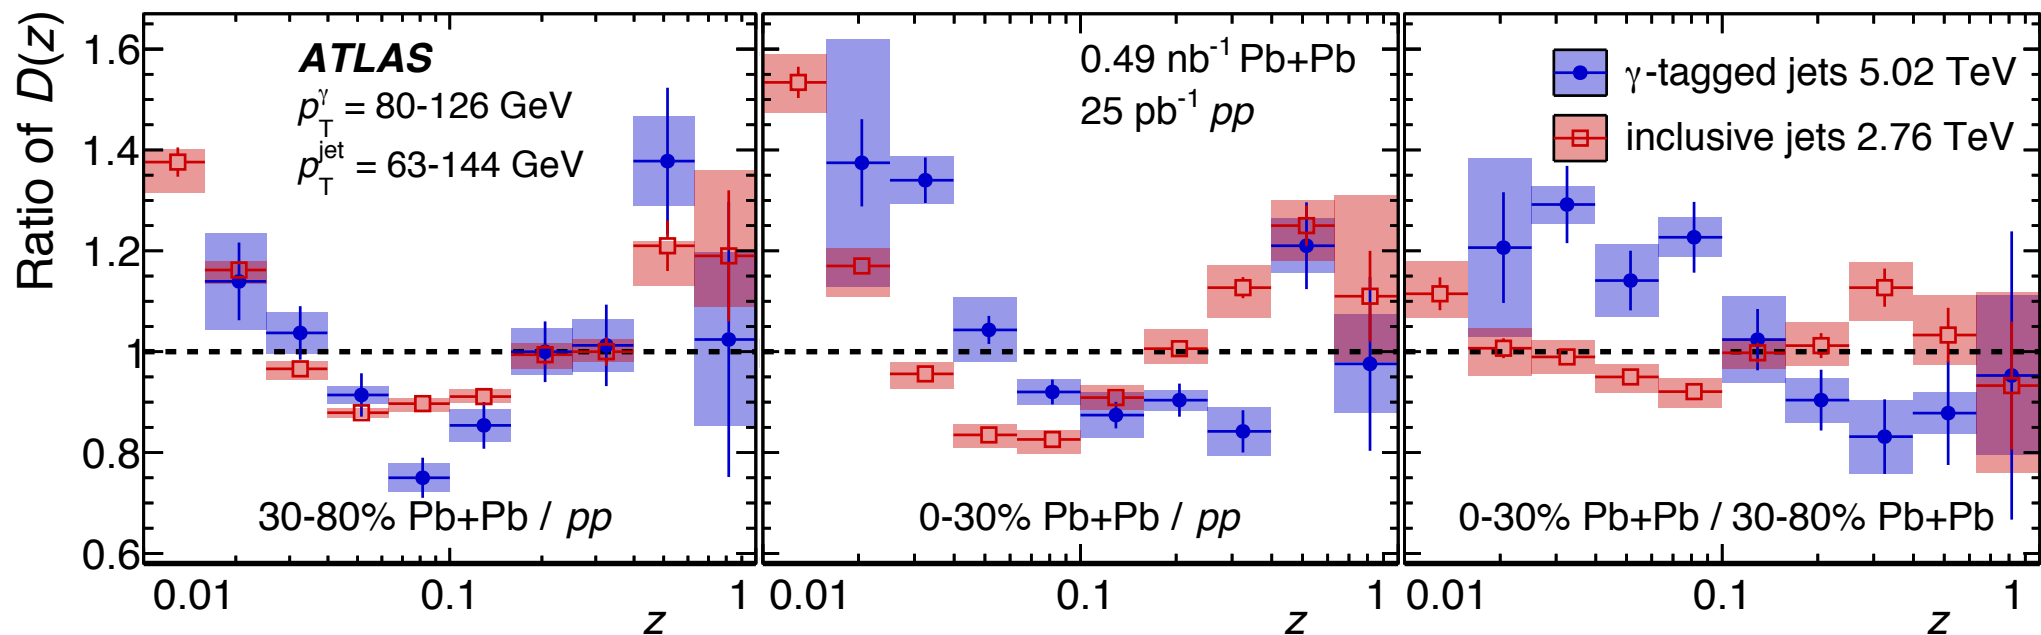 Ratio of D(z)
1.6
1.4
1.2
1
0.8
0.6
ATLAS
p_T^γ = 80-126 GeV
p_T^jet = 63-144 GeV
30-80% Pb+Pb / pp
0.49 nb⁻¹ Pb+Pb
25 pb⁻¹ pp
0-30% Pb+Pb / pp
γ-tagged jets 5.02 TeV
inclusive jets 2.76 TeV
0-30% Pb+Pb / 30-80% Pb+Pb
0.01 0.1 1 0.01 0.1 1 0.01 0.1 1
z z z